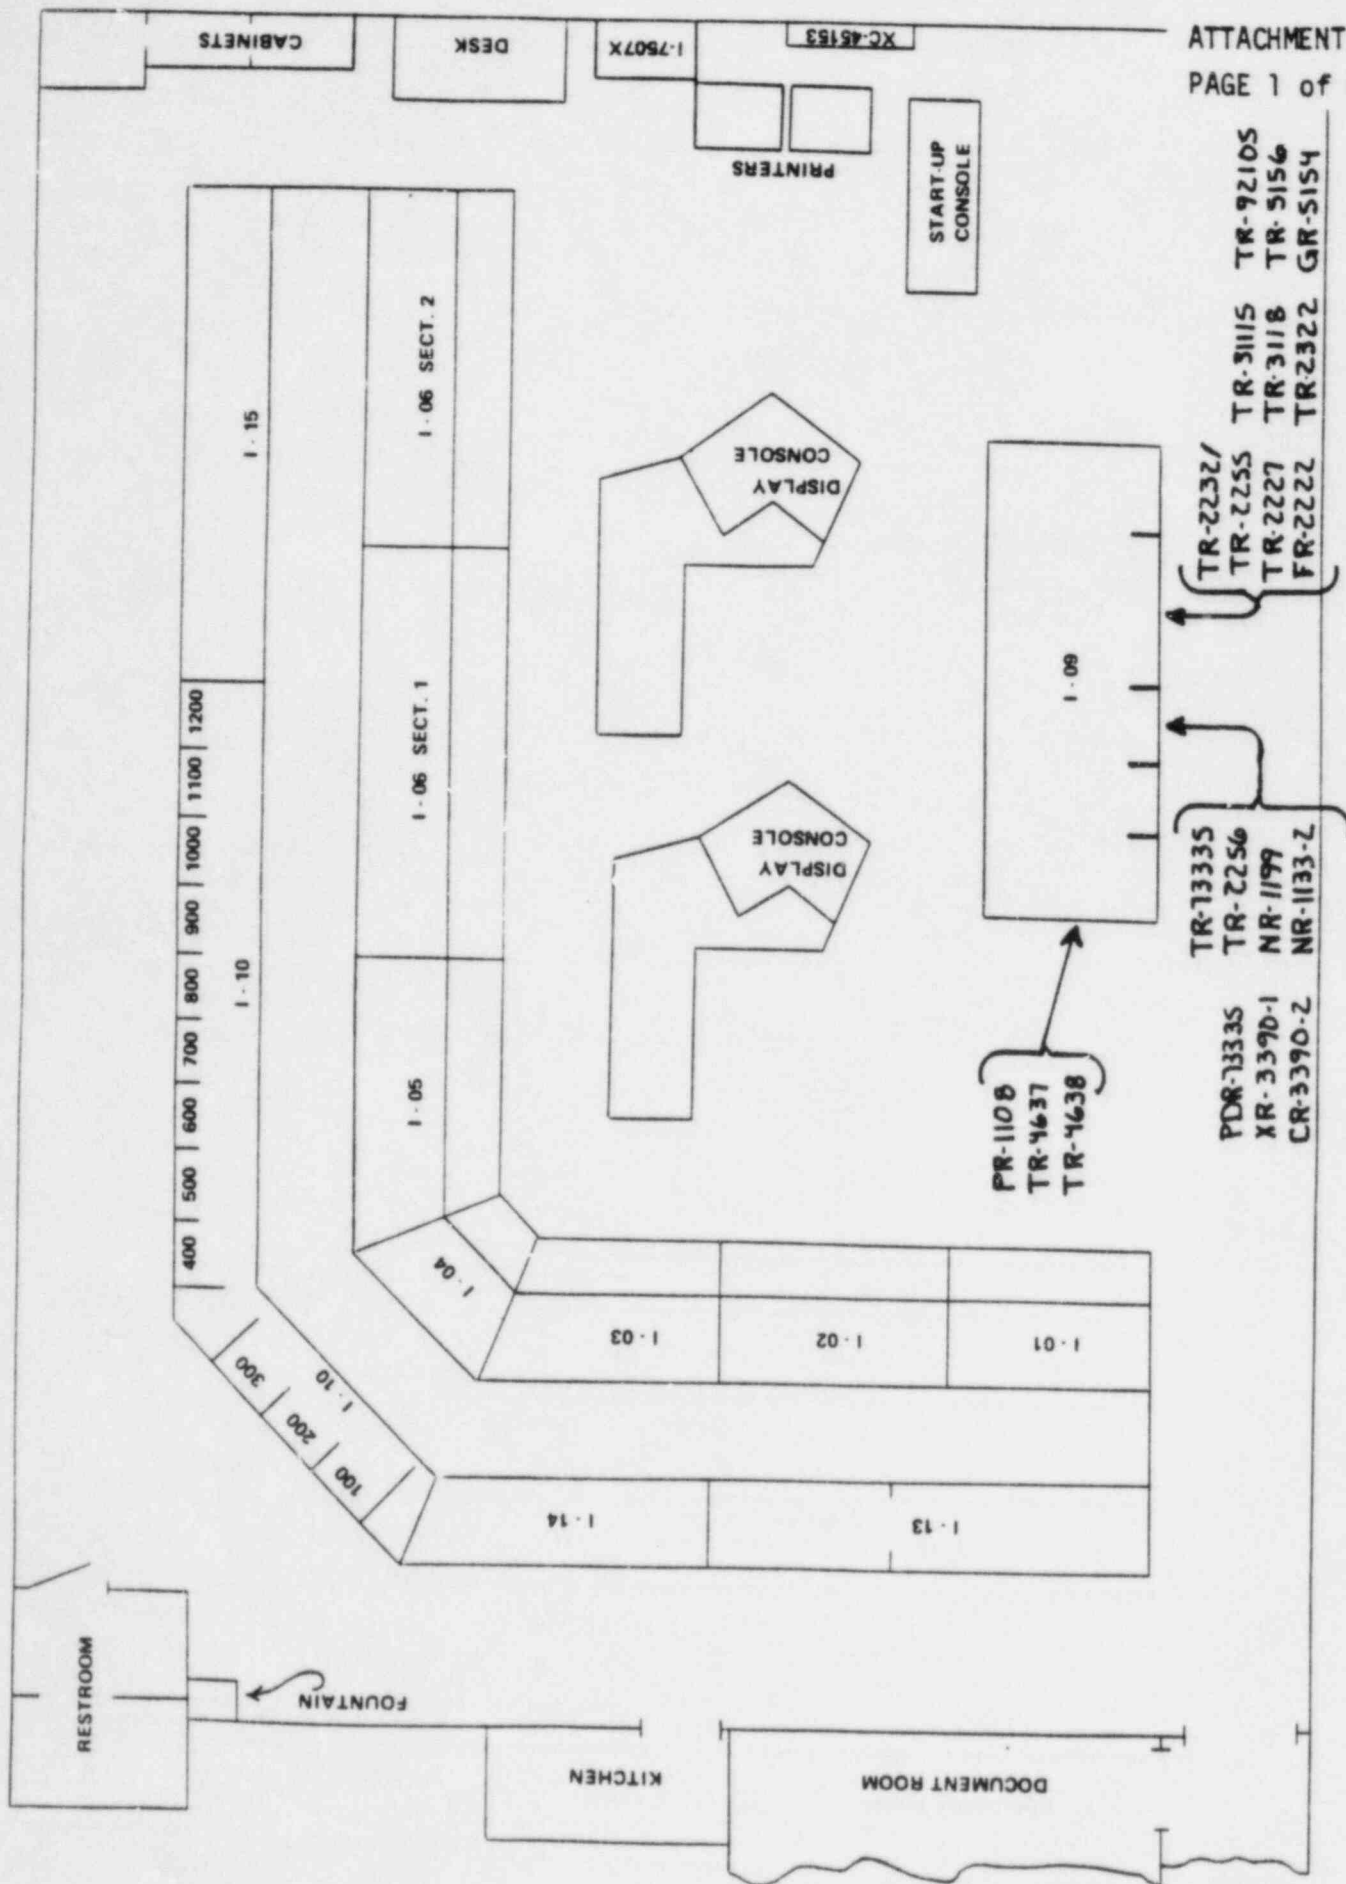 ATTACHMENT
PAGE 1 of
CABINETS
DESK
I-7507X
XC-45153
PRINTERS
START-UP
CONSOLE
I - 15
I - 06 SECT. 2
I - 06 SECT. 1
I - 05
I - 04
I - 03
I - 02
I - 01
400 500 600 700 800 900 1000 1100 1200
I - 10
100 200 300
I - 10
I - 14
I - 13
DISPLAY
CONSOLE
DISPLAY
CONSOLE
I - 09
TR-2232/
TR-2255 TR-31115 TR-92105
TR-2227 TR-3118 TR-5156
FR-2222 TR-2322 GR-5154
TR-7333S
TR-2256
PDR-7333S NR-1199
XR-3390-1 NR-1133-2
CR-3390-2
PR-1108
TR-4637
TR-4638
RESTROOM
FOUNTAIN
KITCHEN
DOCUMENT ROOM